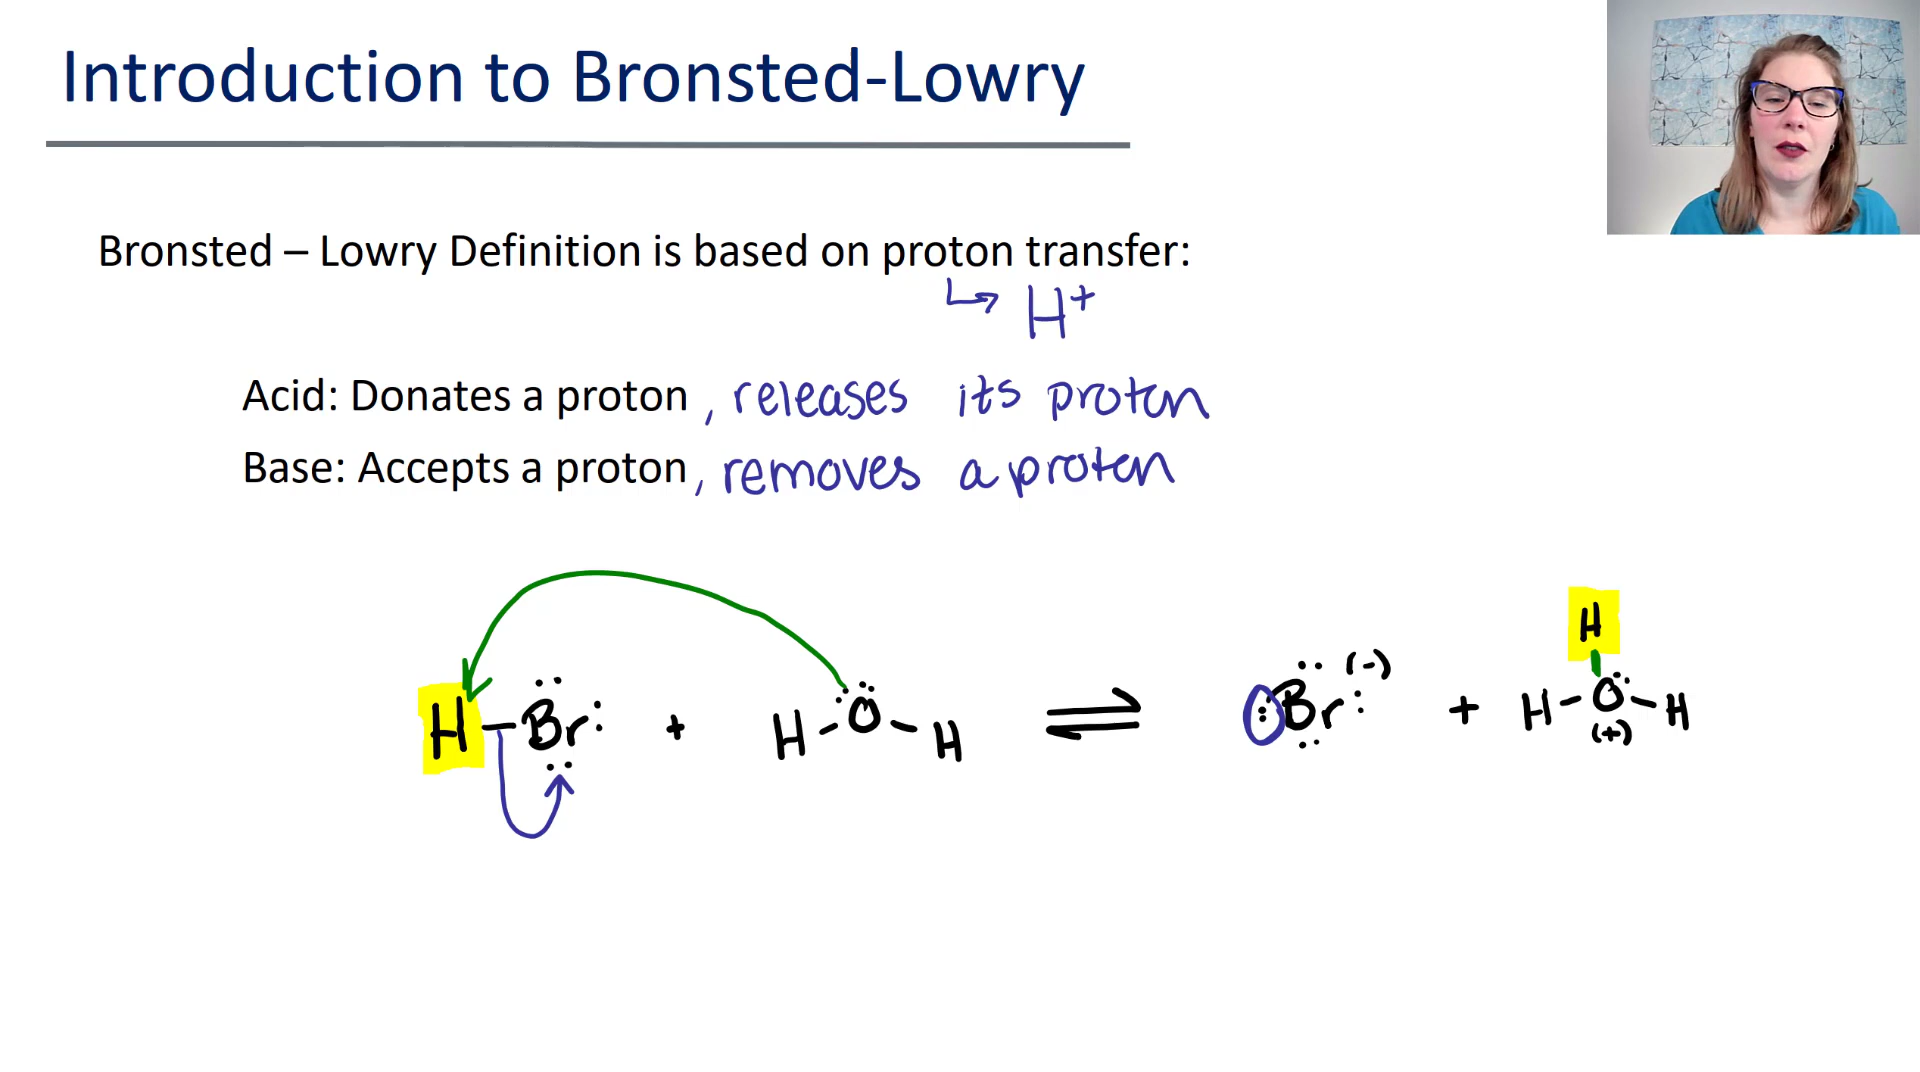 Introduction to Bronsted-Lowry
Bronsted – Lowry Definition is based on proton transfer:
H+
Acid: Donates a proton , releases its proton
Base: Accepts a proton , removes a proton
H
H–Br + H–O–H ⇌ Br (-) + H–O–H
(+)